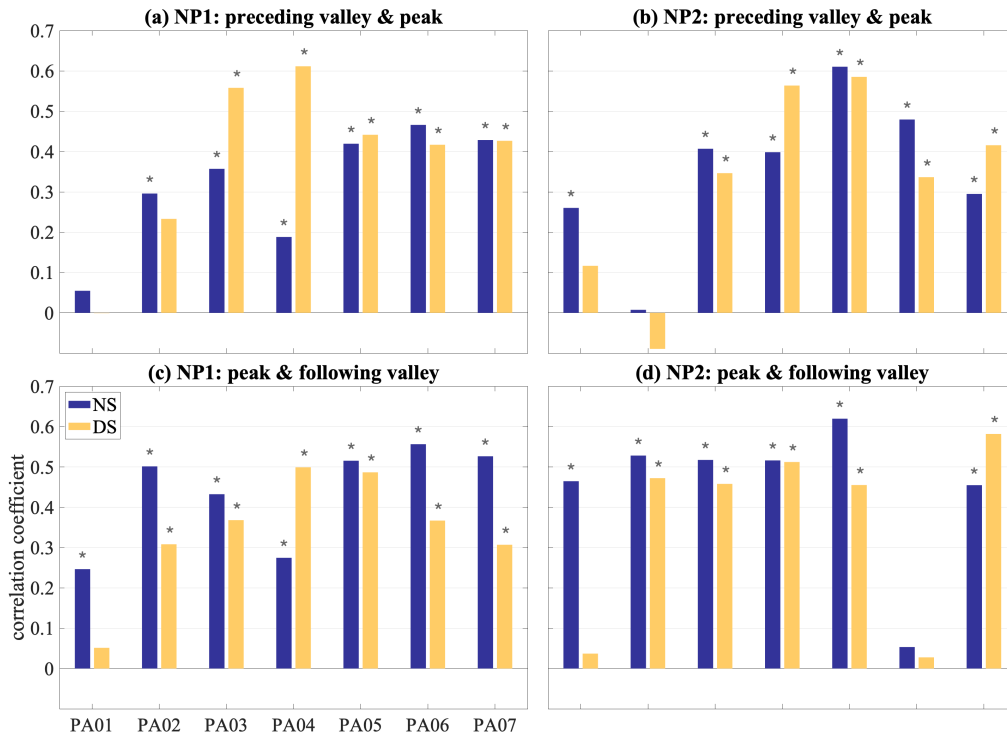 (a) NP1: preceding valley & peak
(b) NP2: preceding valley & peak
0.7
0.6
0.5
0.4
0.3
0.2
0.1
0
* * * * * * * * * * *
* * * * * * * * * * *
(c) NP1: peak & following valley
(d) NP2: peak & following valley
0.7
0.6
0.5
0.4
0.3
0.2
0.1
0
correlation coefficient
NS
DS
* * * * * * * * * * * * *
* * * * * * * * * * *
PA01 PA02 PA03 PA04 PA05 PA06 PA07